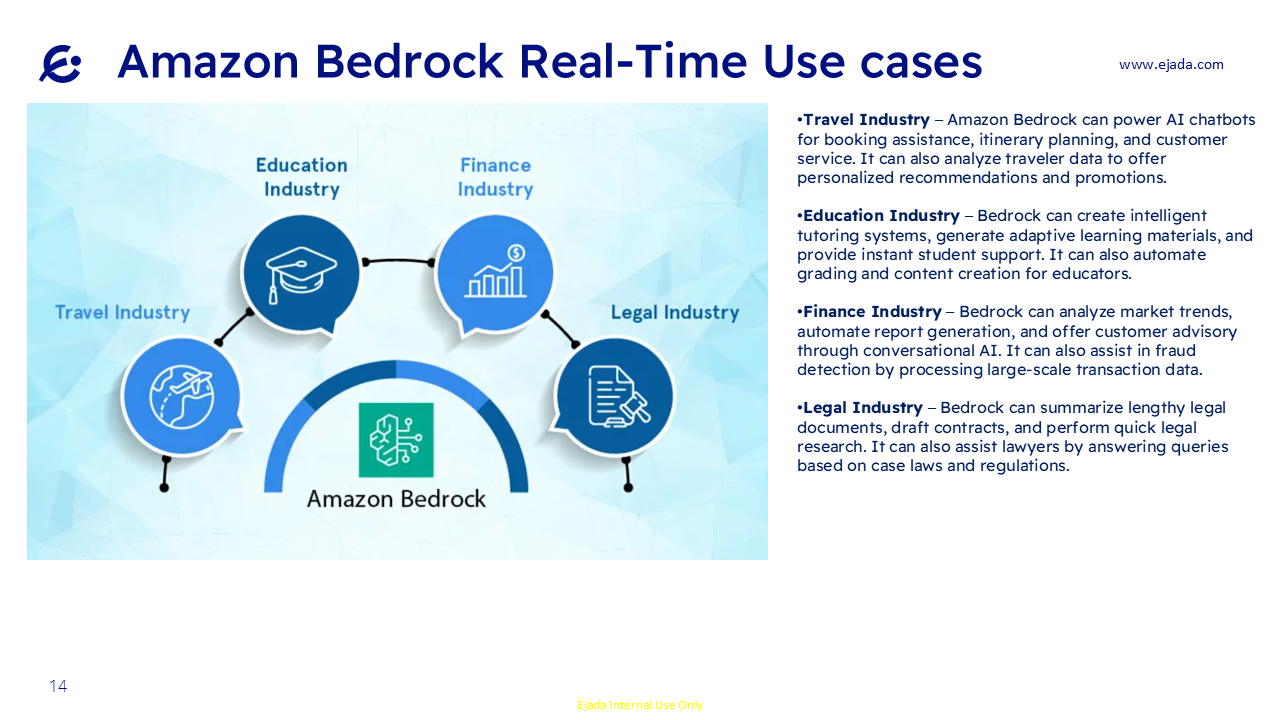 Amazon Bedrock Real-Time Use cases
www.ejada.com
Education
Industry
Finance
Industry
Travel Industry
Legal Industry
$
Amazon Bedrock
•Travel Industry – Amazon Bedrock can power AI chatbots
for booking assistance, itinerary planning, and customer
service. It can also analyze traveler data to offer
personalized recommendations and promotions.
•Education Industry – Bedrock can create intelligent
tutoring systems, generate adaptive learning materials, and
provide instant student support. It can also automate
grading and content creation for educators.
•Finance Industry – Bedrock can analyze market trends,
automate report generation, and offer customer advisory
through conversational AI. It can also assist in fraud
detection by processing large-scale transaction data.
•Legal Industry – Bedrock can summarize lengthy legal
documents, draft contracts, and perform quick legal
research. It can also assist lawyers by answering queries
based on case laws and regulations.
14
Ejada Internal Use Only